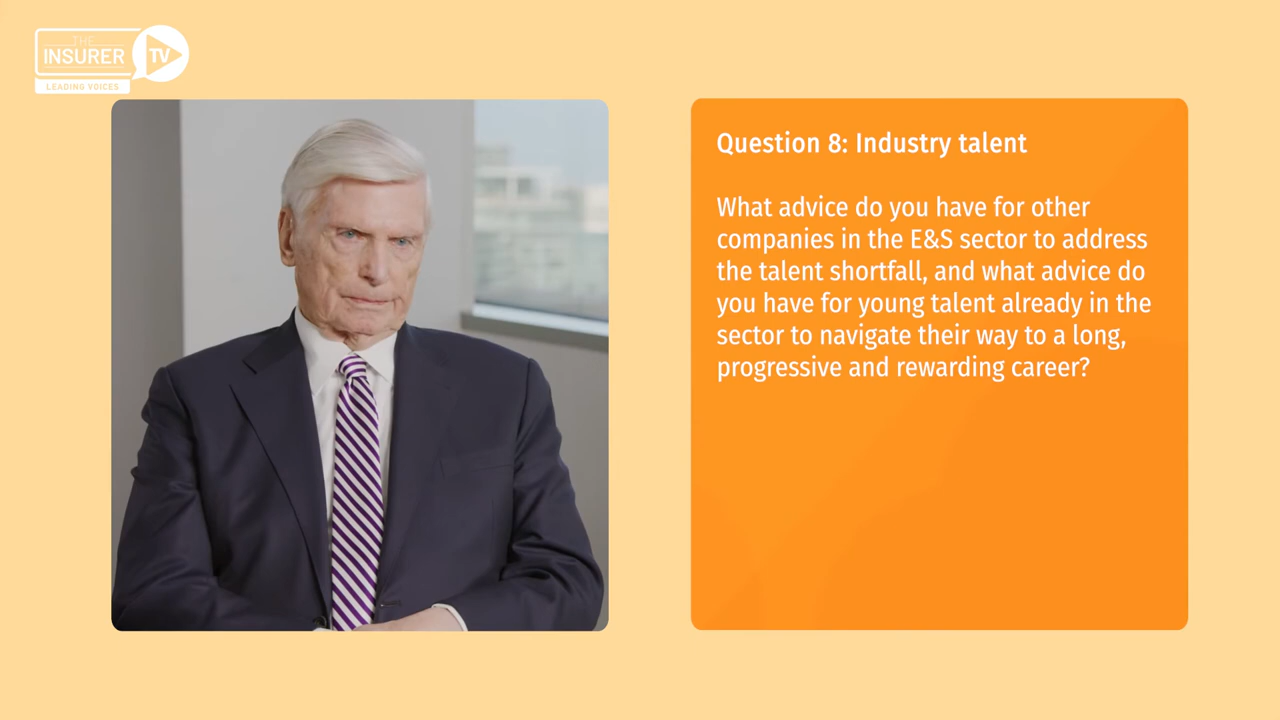 THE
INSURER
TV
LEADING VOICES
Question 8: Industry talent
What advice do you have for other
companies in the E&S sector to address
the talent shortfall, and what advice do
you have for young talent already in the
sector to navigate their way to a long,
progressive and rewarding career?